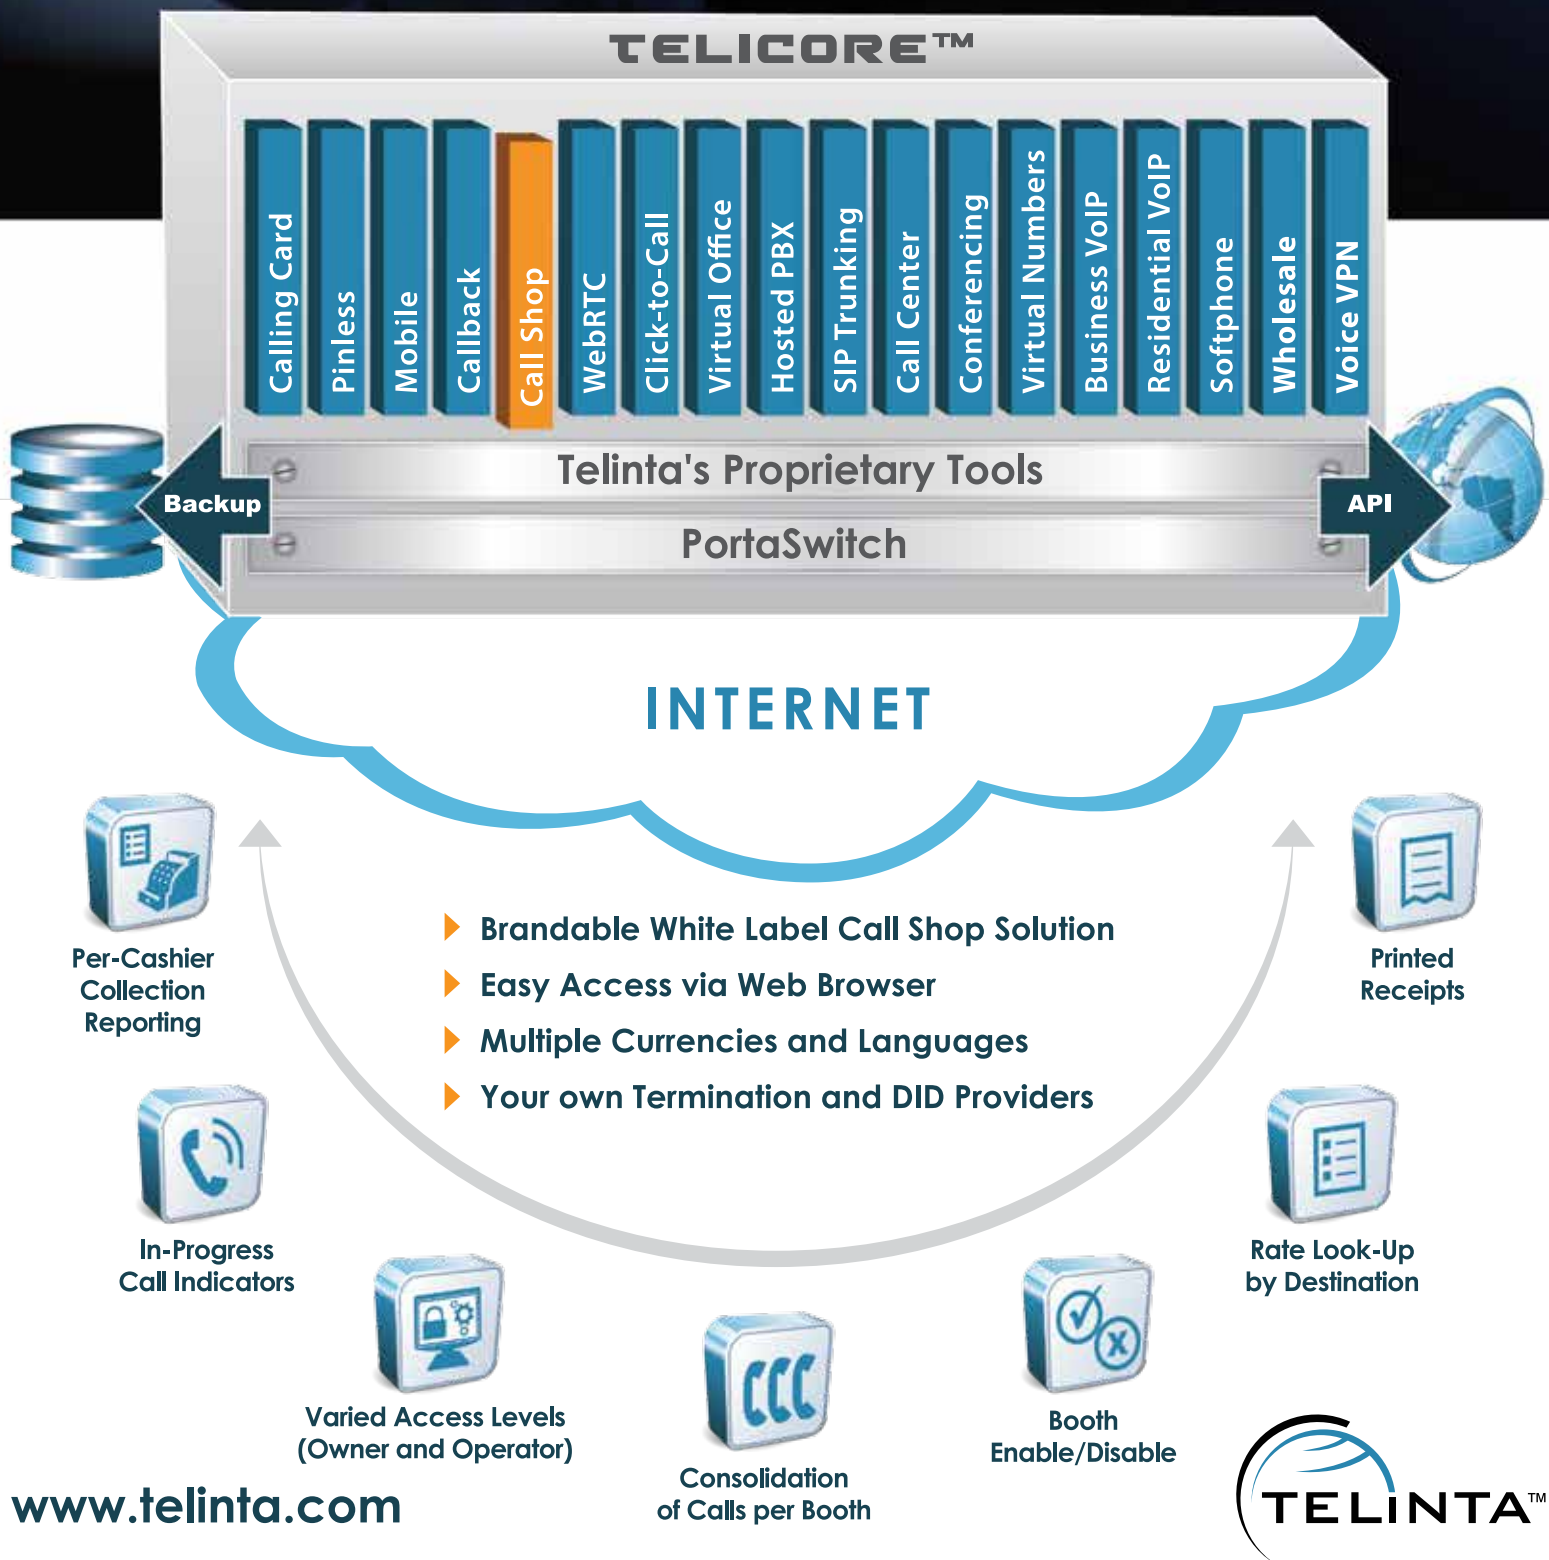 TELICORE™
Calling Card
Pinless
Mobile
Callback
Call Shop
WebRTC
Click-to-Call
Virtual Office
Hosted PBX
SIP Trunking
Call Center
Conferencing
Virtual Numbers
Business VoIP
Residential VoIP
Softphone
Wholesale
Voice VPN
Telinta's Proprietary Tools
Backup
API
PortaSwitch
INTERNET
Brandable White Label Call Shop Solution
Easy Access via Web Browser
Multiple Currencies and Languages
Your own Termination and DID Providers
Per-Cashier
Collection
Reporting
In-Progress
Call Indicators
Varied Access Levels
(Owner and Operator)
Consolidation
of Calls per Booth
Booth
Enable/Disable
Rate Look-Up
by Destination
Printed
Receipts
www.telinta.com
TELiNTA™